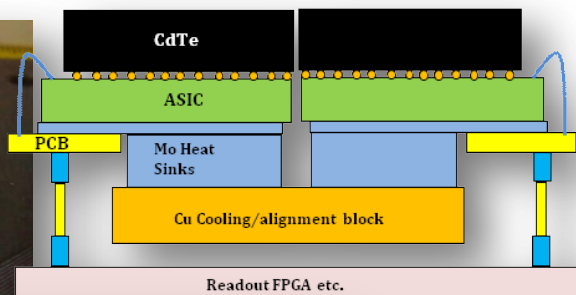 CdTe
ASIC
PCB
Mo Heat
Sinks
Cu Cooling/alignment block
Readout FPGA etc.